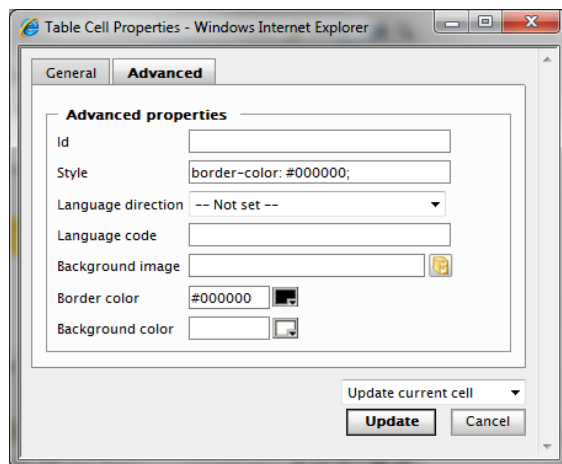 Table Cell Properties - Windows Internet Explorer
General Advanced
Advanced properties
Id
Style border-color: #000000;
Language direction -- Not set --
Language code
Background image
Border color #000000
Background color
Update current cell
Update Cancel